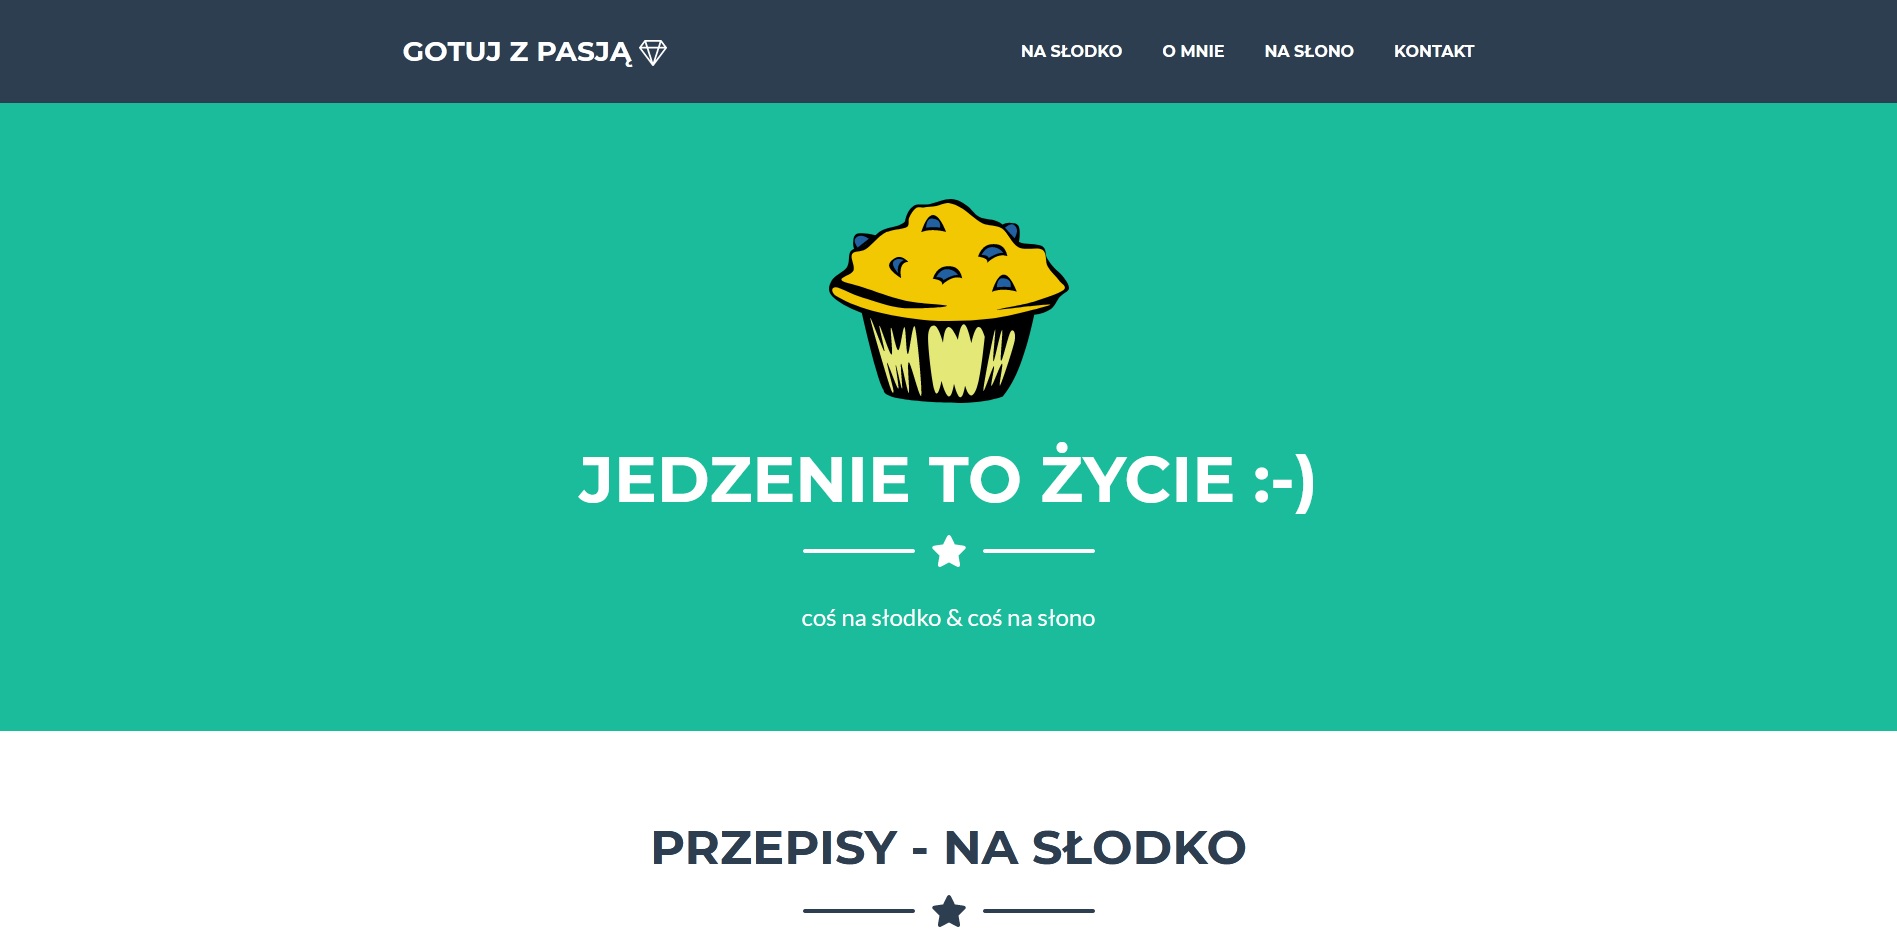 GOTUJ Z PASJĄ
NA SŁODKO
O MNIE
NA SŁONO
KONTAKT
JEDZENIE TO ŻYCIE :-)
coś na słodko & coś na słono
PRZEPISY - NA SŁODKO